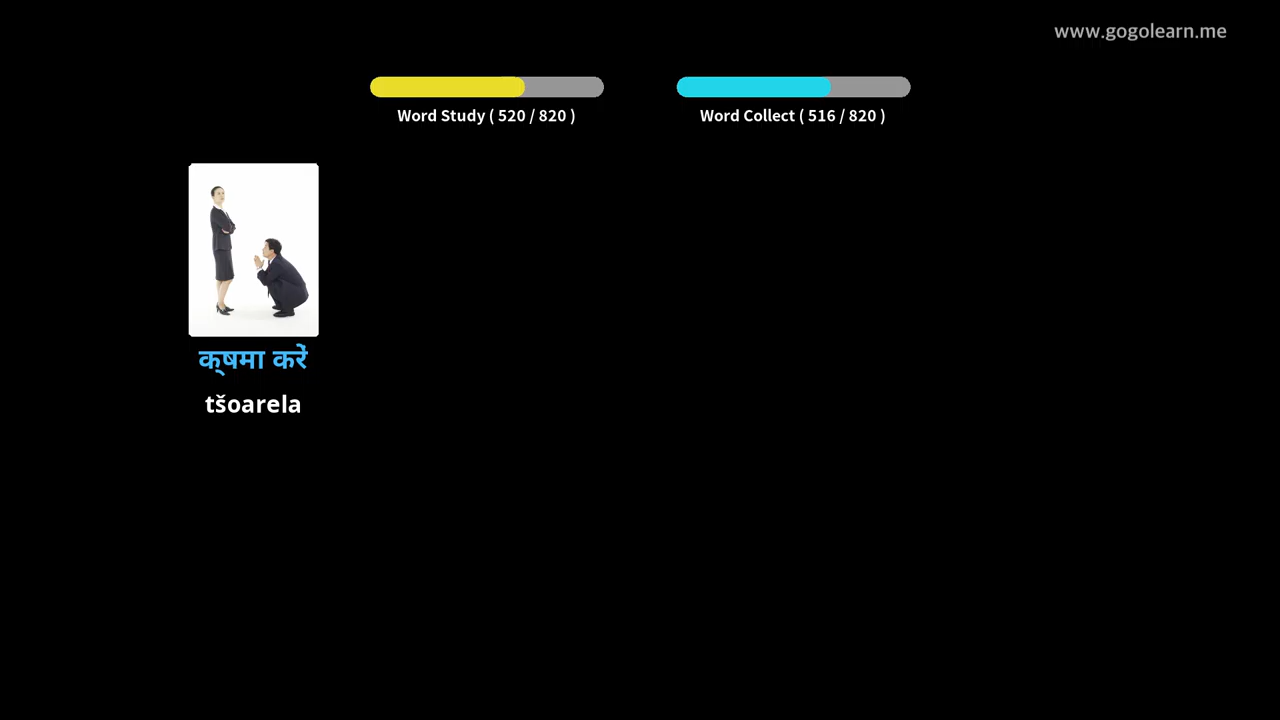 www.gogolearn.me
Word Study ( 520 / 820 )
Word Collect ( 516 / 820 )
क्षमा करें
tšoarela